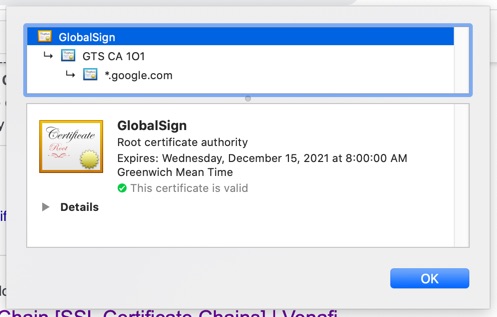 GlobalSign
GTS CA 1O1
*.google.com
Certificate
Root
GlobalSign
Root certificate authority
Expires: Wednesday, December 15, 2021 at 8:00:00 AM
Greenwich Mean Time
This certificate is valid
Details
OK
Chain [SSL Certificate Chains] | Venafi